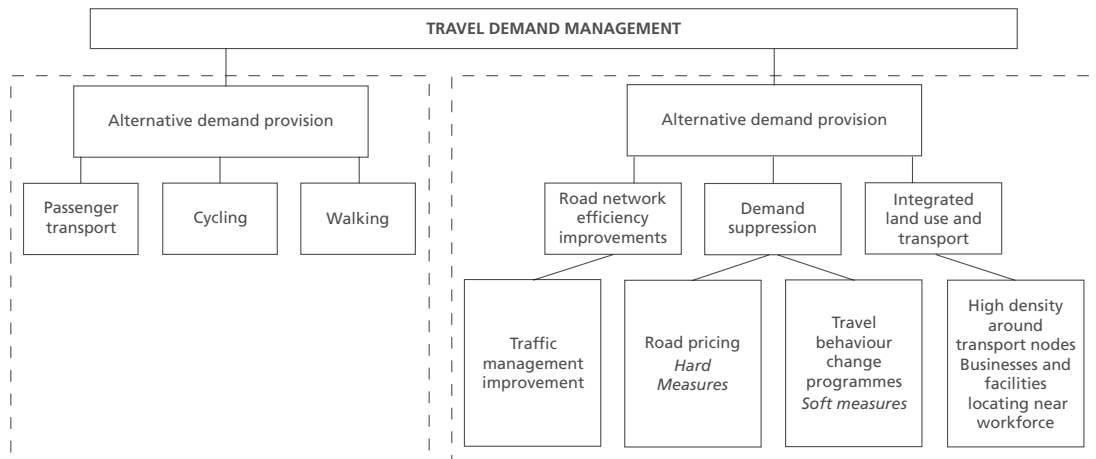 TRAVEL DEMAND MANAGEMENT
Alternative demand provision
Passenger
transport
Cycling
Walking
Alternative demand provision
Road network
efficiency
improvements
Demand
suppression
Integrated
land use and
transport
Traffic
management
improvement
Road pricing
Hard
Measures
Travel
behaviour
change
programmes
Soft measures
High density
around
transport nodes
Businesses and
facilities
locating near
workforce